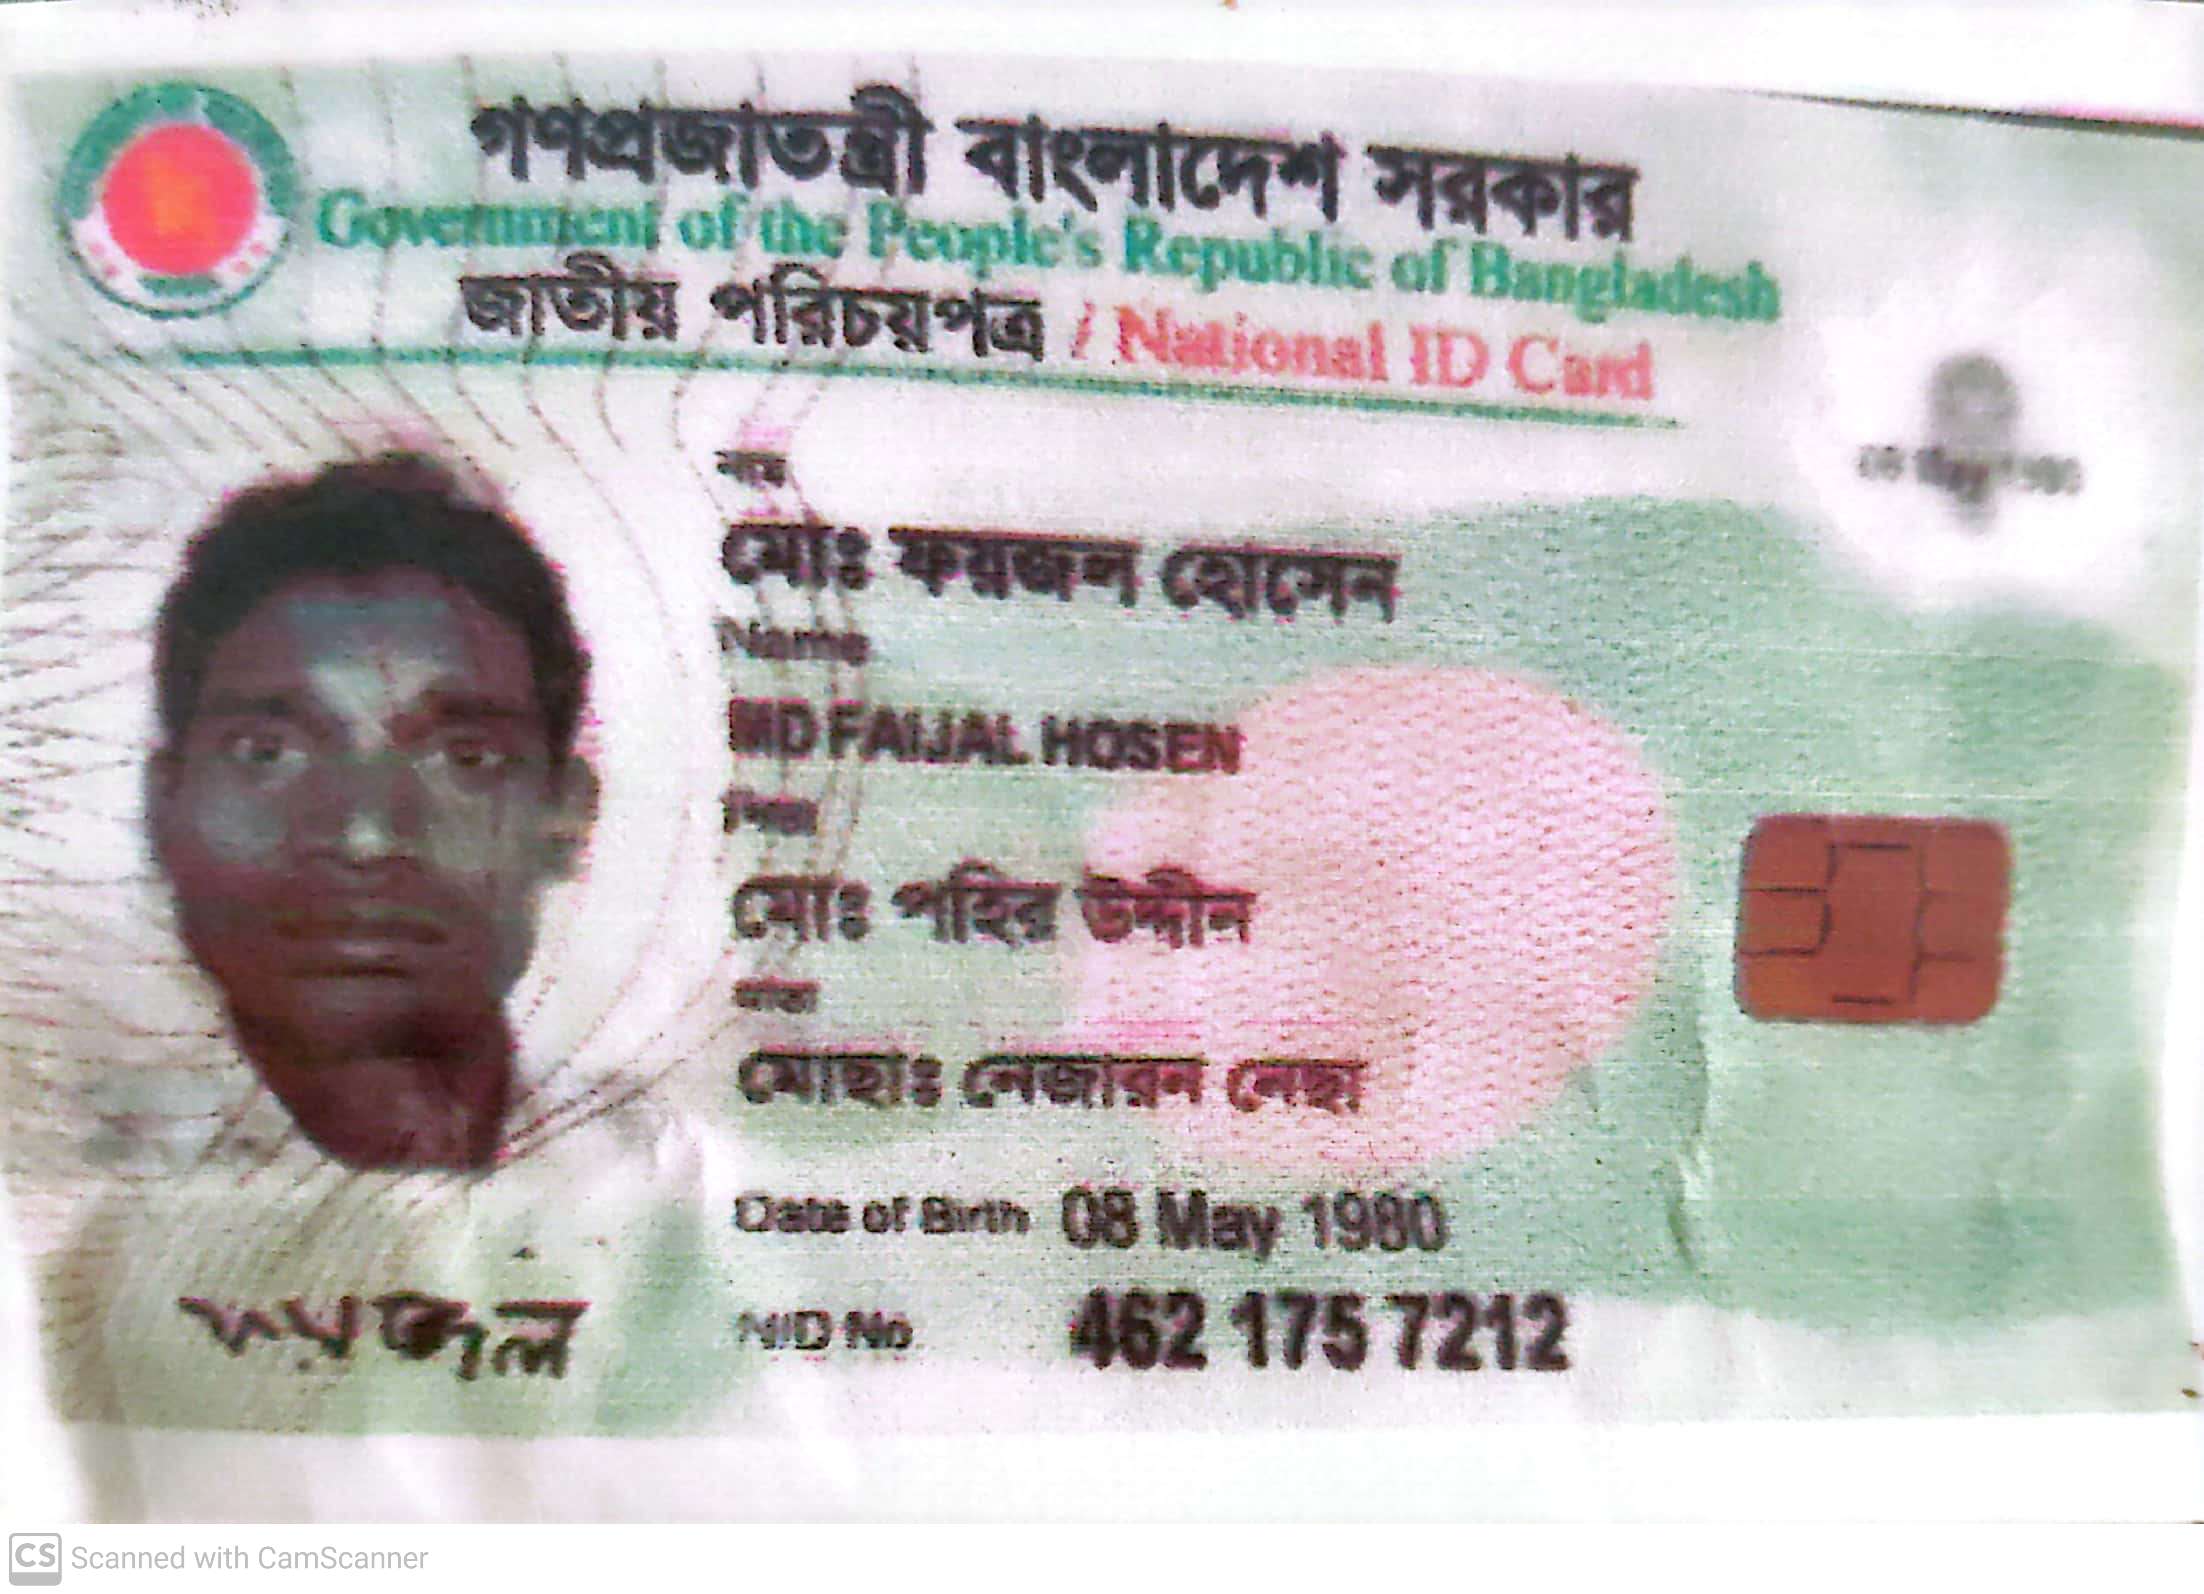 গণপ্রজাতন্ত্রী বাংলাদেশ সরকার
Government of the People's Republic of Bangladesh
জাতীয় পরিচয়পত্র / National ID Card
নাম
মোঃ ফয়জল হোসেন
Name
MD FAIJAL HOSEN
পিতা
মোঃ পহির উদ্দীন
মাতা
মোছাঃ নেজারন নেছা
Date of Birth 08 May 1980
NID No 462 175 7212
ফয়জল
CS Scanned with CamScanner